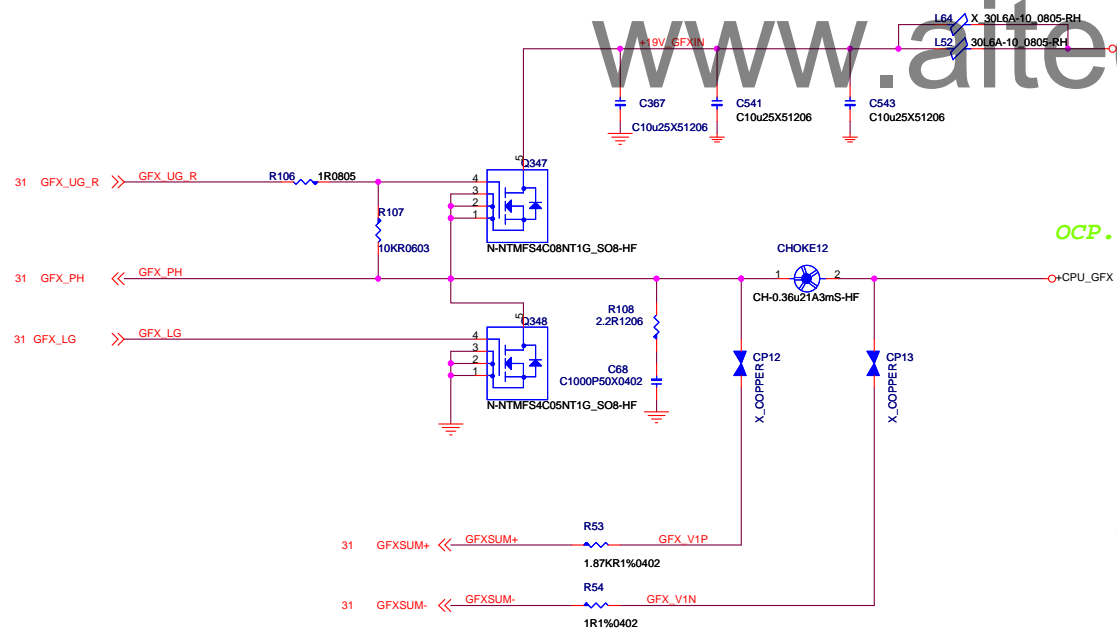 www.aite
L64 X_30L6A-10_0805-RH
L52 30L6A-10_0805-RH
+19V_GFXIN
C367
C10u25X51206
C541
C10u25X51206
C543
C10u25X51206
5
Q347
31 GFX_UG_R GFX_UG_R R106 1R0805 4
3
2
1
R107
10KR0603
N-NTMFS4C08NT1G_SO8-HF
OCP.
31 GFX_PH GFX_PH
CHOKE12
1 2
CH-0.36u21A3mS-HF
+CPU_GFX
5
Q348
31 GFX_LG GFX_LG 4
3
2
1
N-NTMFS4C05NT1G_SO8-HF
R108
2.2R1206
C68
C1000P50X0402
CP12
X_COPPER
CP13
X_COPPER
31 GFXSUM+ GFXSUM+ R53 GFX_V1P
1.87KR1%0402
31 GFXSUM- GFXSUM- R54 GFX_V1N
1R1%0402